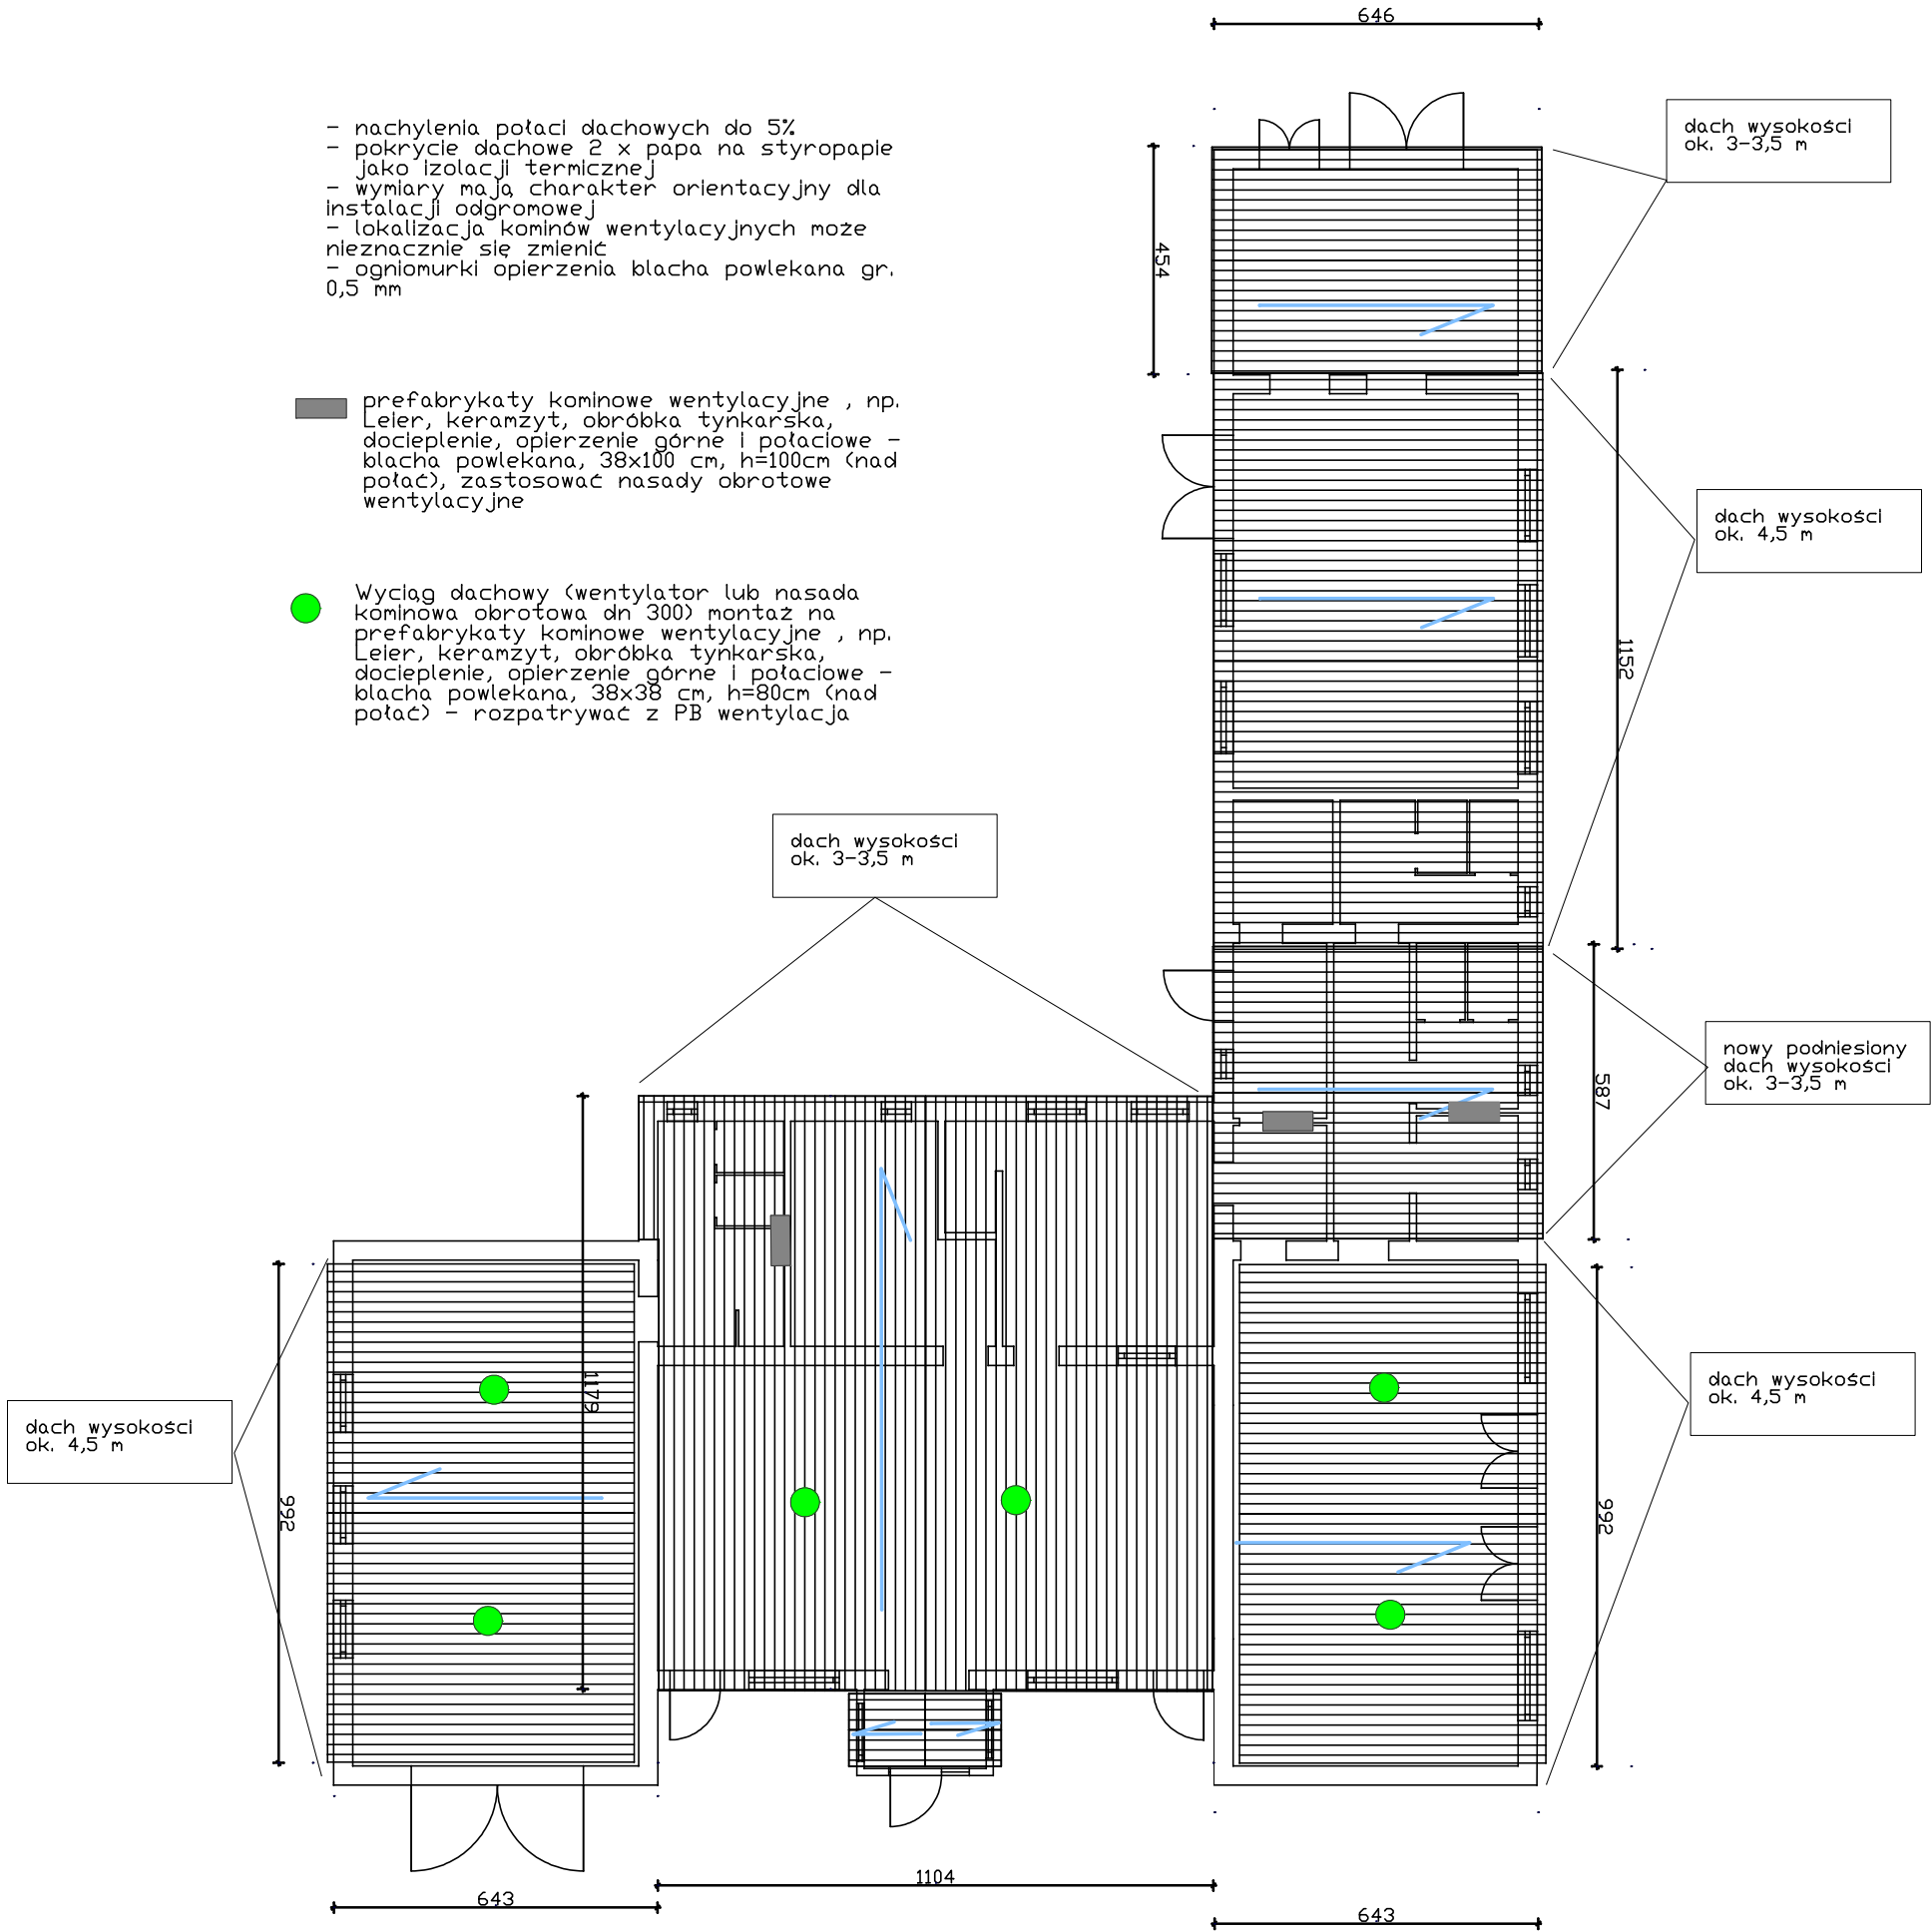 646
- nachylenia połaci dachowych do 5%
- pokrycie dachowe 2 x papa na styropapie
jako izolacji termicznej
- wymiary mają charakter orientacyjny dla
instalacji odgromowej
- lokalizacja kominów wentylacyjnych może
nieznacznie się zmienić
- ogniomurki opierzenia blacha powlekana gr.
0,5 mm
dach wysokości
ok. 3-3,5 m
454
prefabrykaty kominowe wentylacyjne , np.
Leier, keramzyt, obróbka tynkarska,
docieplenie, opierzenie górne i połaciowe -
blacha powlekana, 38x100 cm, h=100cm (nad
połać), zastosować nasady obrotowe
wentylacyjne
dach wysokości
ok. 4,5 m
Wyciąg dachowy (wentylator lub nasada
kominowa obrotowa dn 300) montaż na
prefabrykaty kominowe wentylacyjne , np.
Leier, keramzyt, obróbka tynkarska,
docieplenie, opierzenie górne i połaciowe -
blacha powlekana, 38x38 cm, h=80cm (nad
połać) - rozpatrywać z PB wentylacja
1152
dach wysokości
ok. 3-3,5 m
nowy podniesiony
dach wysokości
ok. 3-3,5 m
587
1179
dach wysokości
ok. 4,5 m
dach wysokości
ok. 4,5 m
992
992
1104
643
643